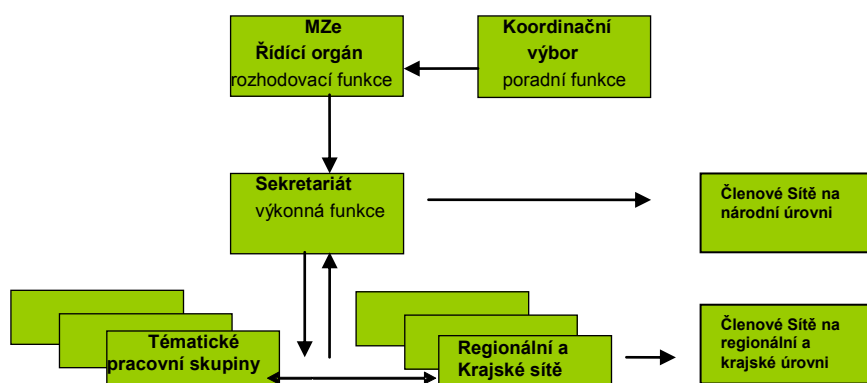 MZe
Řídící orgán
rozhodovací funkce
Koordinační
výbor
poradní funkce
Sekretariát
výkonná funkce
Členové Sítě na
národní úrovni
Tématické
pracovní skupiny
Regionální a
Krajské sítě
Členové Sítě na
regionální a
krajské úrovni